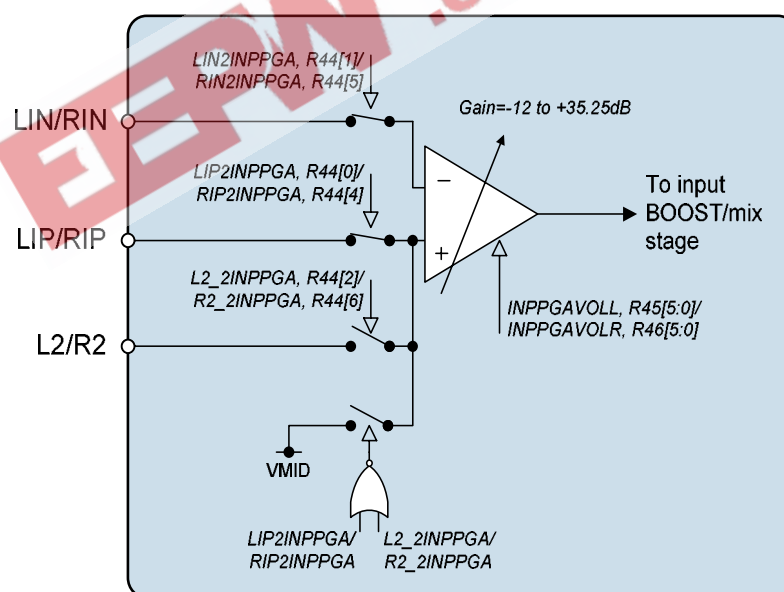 EEPW.
LIN2INPPGA, R44[1]/
RIN2INPPGA, R44[5]
Gain=-12 to +35.25dB
LIN/RIN
LIP2INPPGA, R44[0]/
RIP2INPPGA, R44[4]
−
To input
BOOST/mix
stage
LIP/RIP
+
L2_2INPPGA, R44[2]/
R2_2INPPGA, R44[6]
INPPGAVOLL, R45[5:0]/
INPPGAVOLR, R46[5:0]
L2/R2
VMID
LIP2INPPGA/
RIP2INPPGA
L2_2INPPGA/
R2_2INPPGA